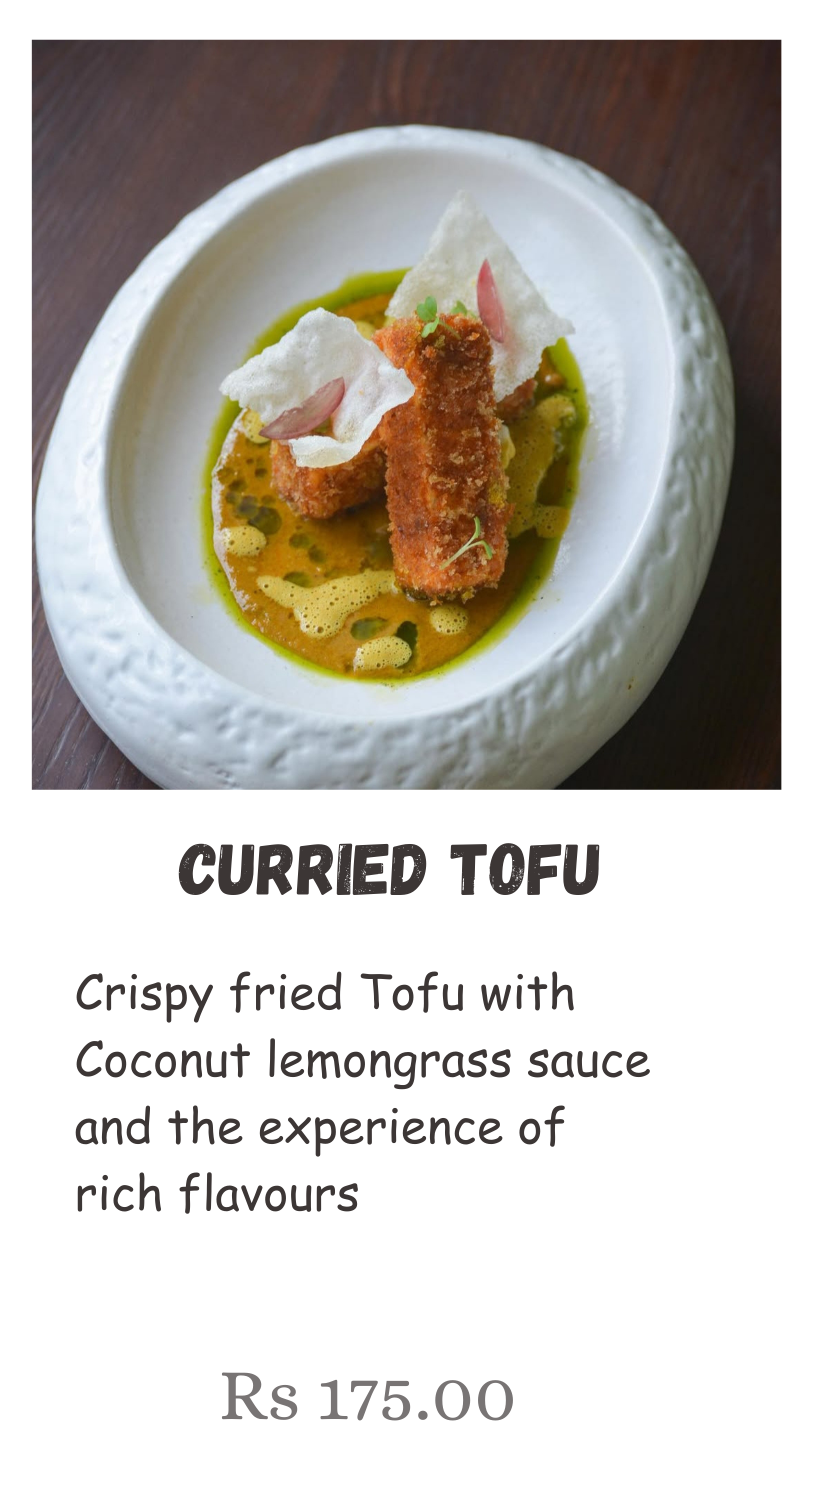 CURRIED TOFU
Crispy fried Tofu with
Coconut lemongrass sauce
and the experience of
rich flavours
Rs 175.00